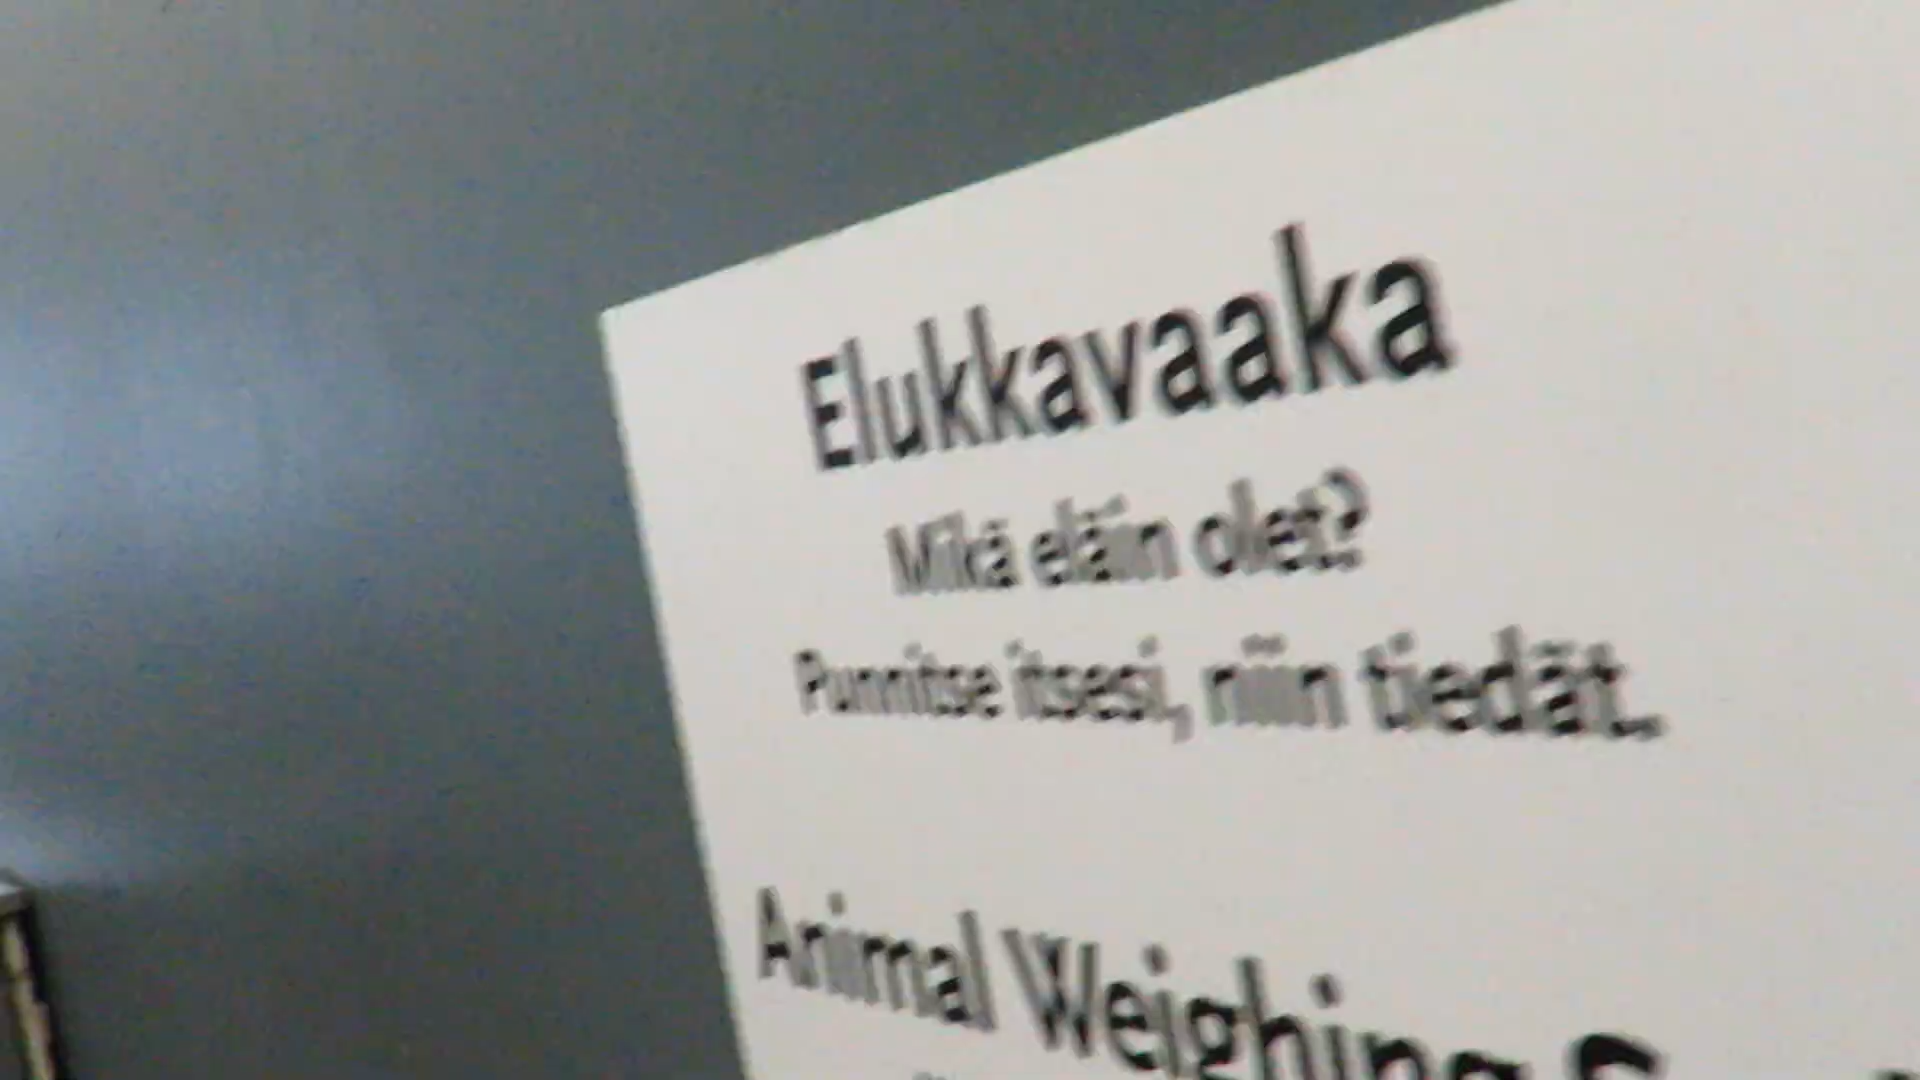 Elukkavaaka
Mikä eläin olet?
Punnitse itsesi, niin tiedät.
Animal Weighing